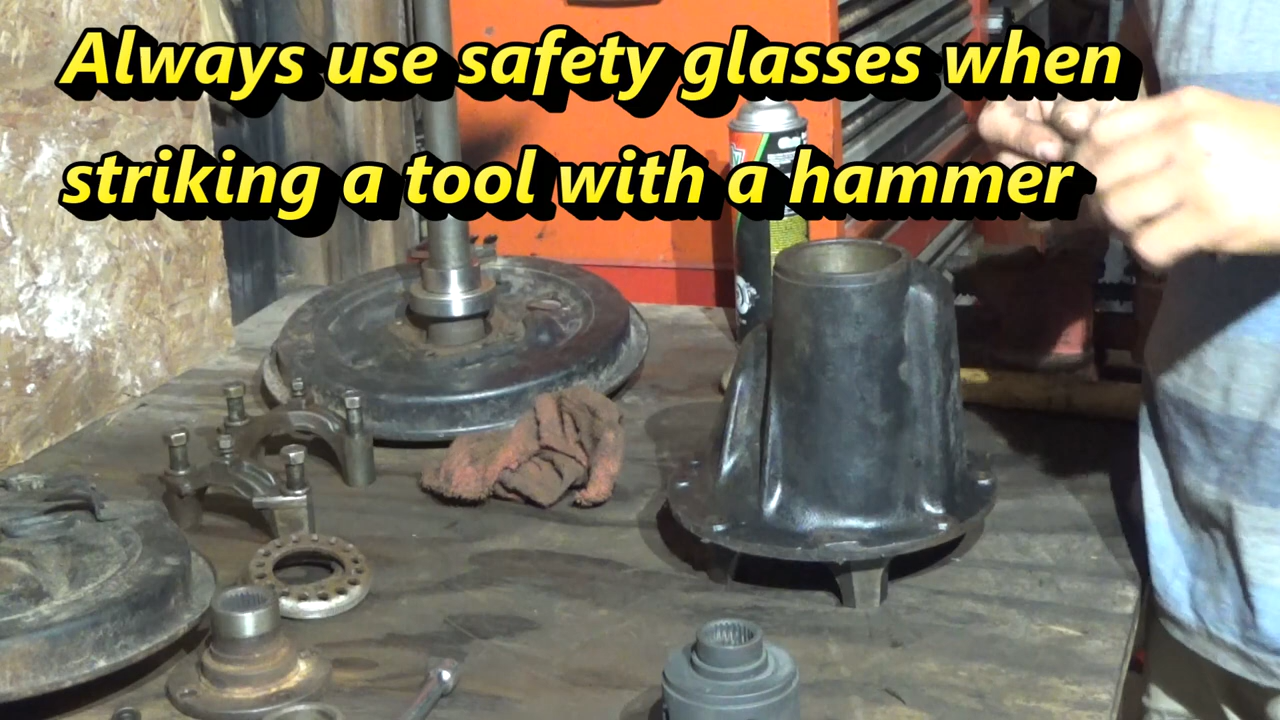 Always use safety glasses when
striking a tool with a hammer